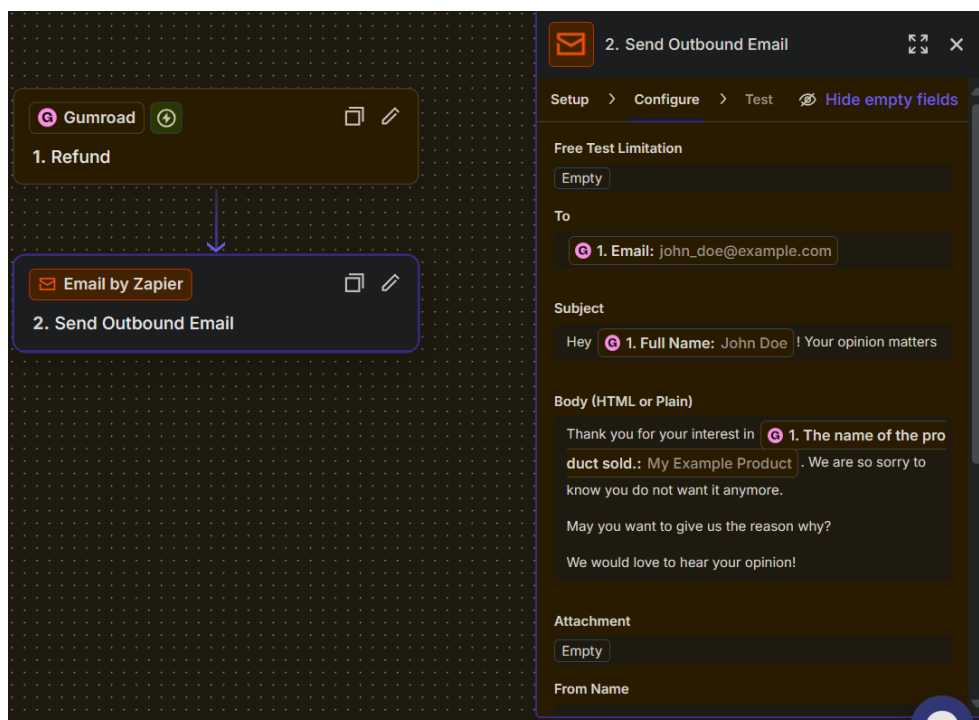 Gumroad
1. Refund
Email by Zapier
2. Send Outbound Email
2. Send Outbound Email
Setup > Configure > Test Hide empty fields
Free Test Limitation
Empty
To
G 1. Email: john_doe@example.com
Subject
Hey G 1. Full Name: John Doe ! Your opinion matters
Body (HTML or Plain)
Thank you for your interest in G 1. The name of the pro
duct sold.: My Example Product . We are so sorry to
know you do not want it anymore.
May you want to give us the reason why?
We would love to hear your opinion!
Attachment
Empty
From Name